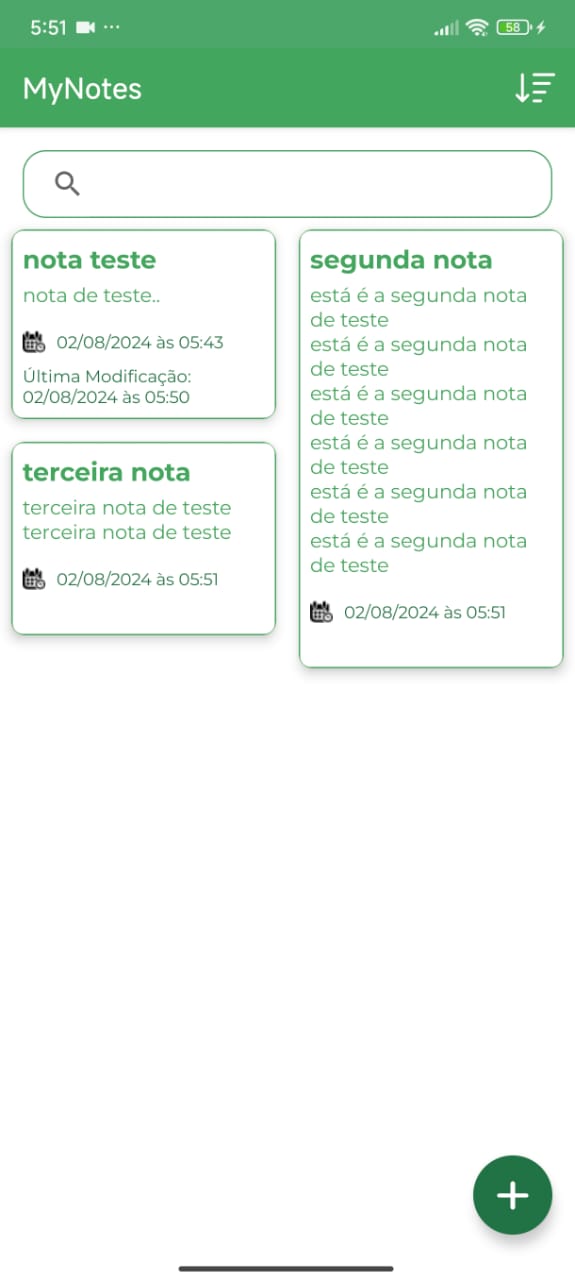 5:51
58
MyNotes
nota teste
nota de teste..
02/08/2024 às 05:43
Última Modificação:
02/08/2024 às 05:50
terceira nota
terceira nota de teste
terceira nota de teste
02/08/2024 às 05:51
segunda nota
está é a segunda nota
de teste
está é a segunda nota
de teste
está é a segunda nota
de teste
está é a segunda nota
de teste
está é a segunda nota
de teste
está é a segunda nota
de teste
02/08/2024 às 05:51